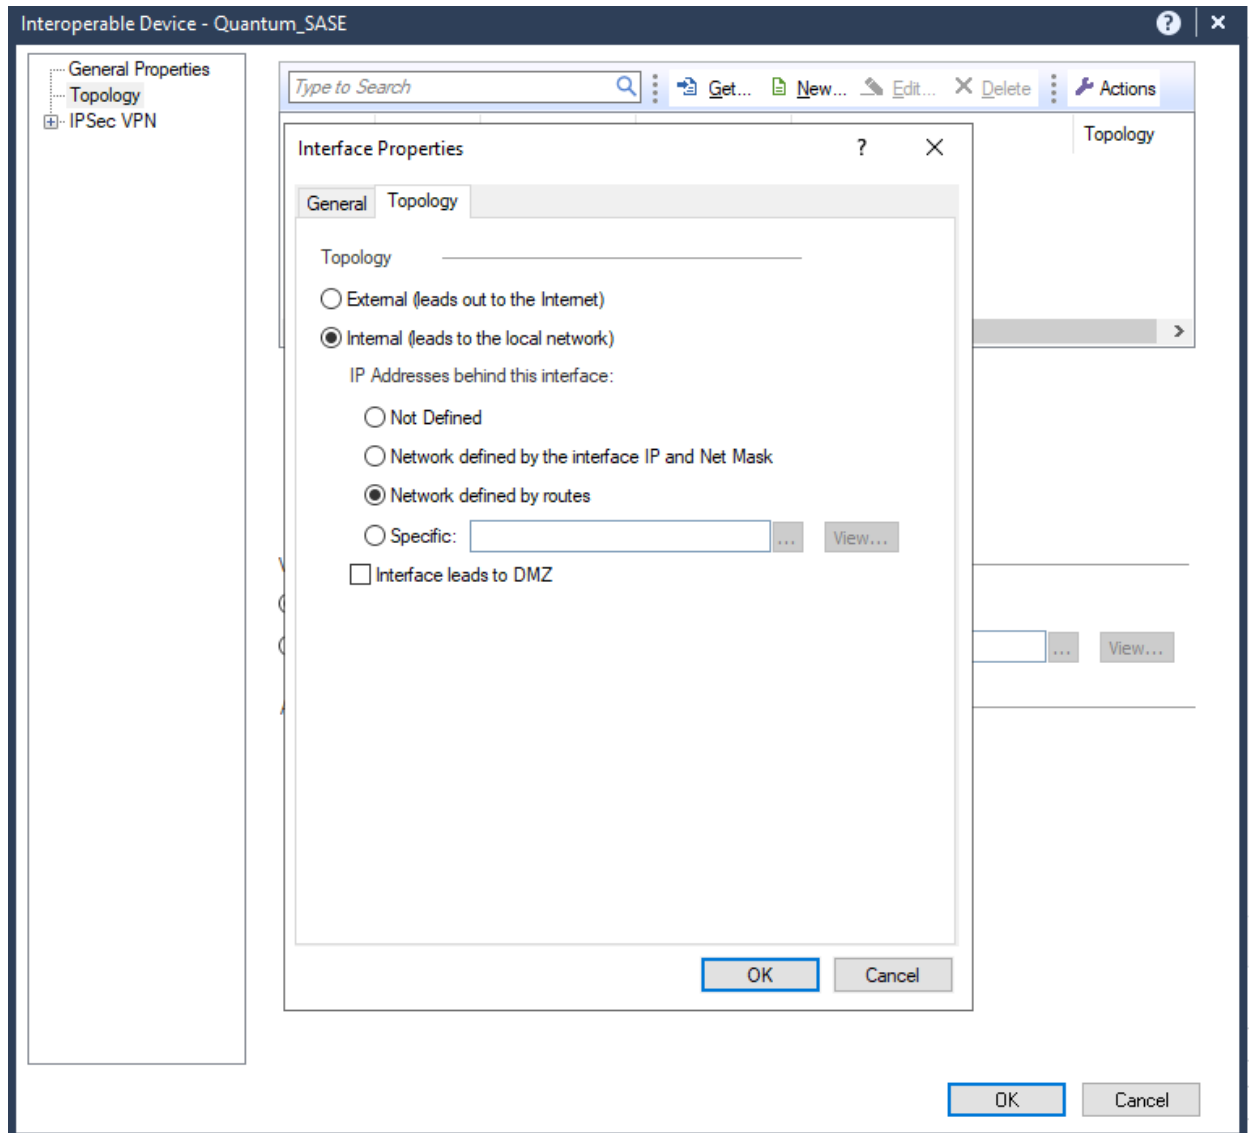 Interoperable Device - Quantum_SASE
General Properties
Topology
IPSec VPN
Type to Search
Get...
New...
Edit...
Delete
Actions
Topology
Interface Properties
General
Topology
Topology
External (leads out to the Internet)
Internal (leads to the local network)
IP Addresses behind this interface:
Not Defined
Network defined by the interface IP and Net Mask
Network defined by routes
Specific:
...
View...
Interface leads to DMZ
...
View...
OK
Cancel
OK
Cancel